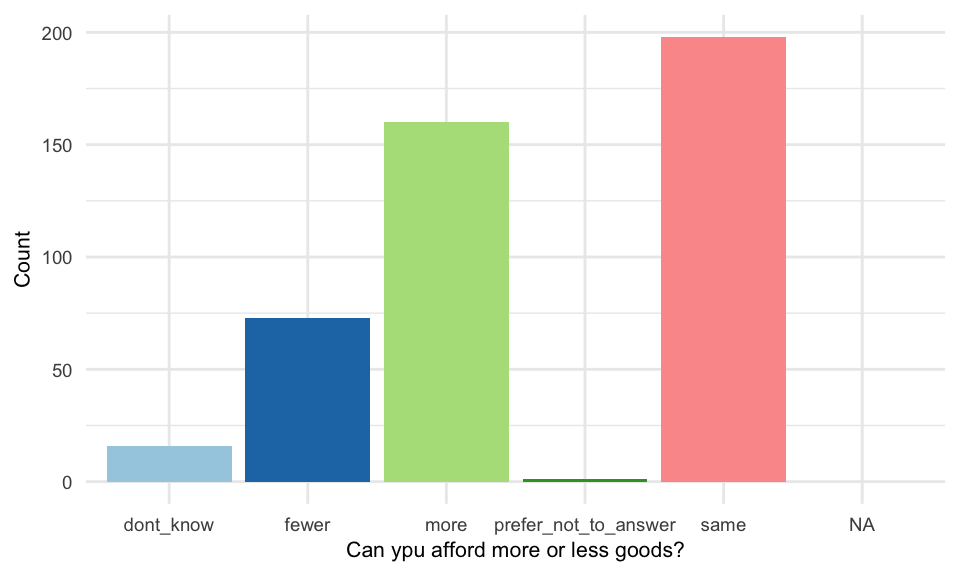 200
150
100
50
0
Count
dont_know fewer more prefer_not_to_answer same NA
Can ypu afford more or less goods?